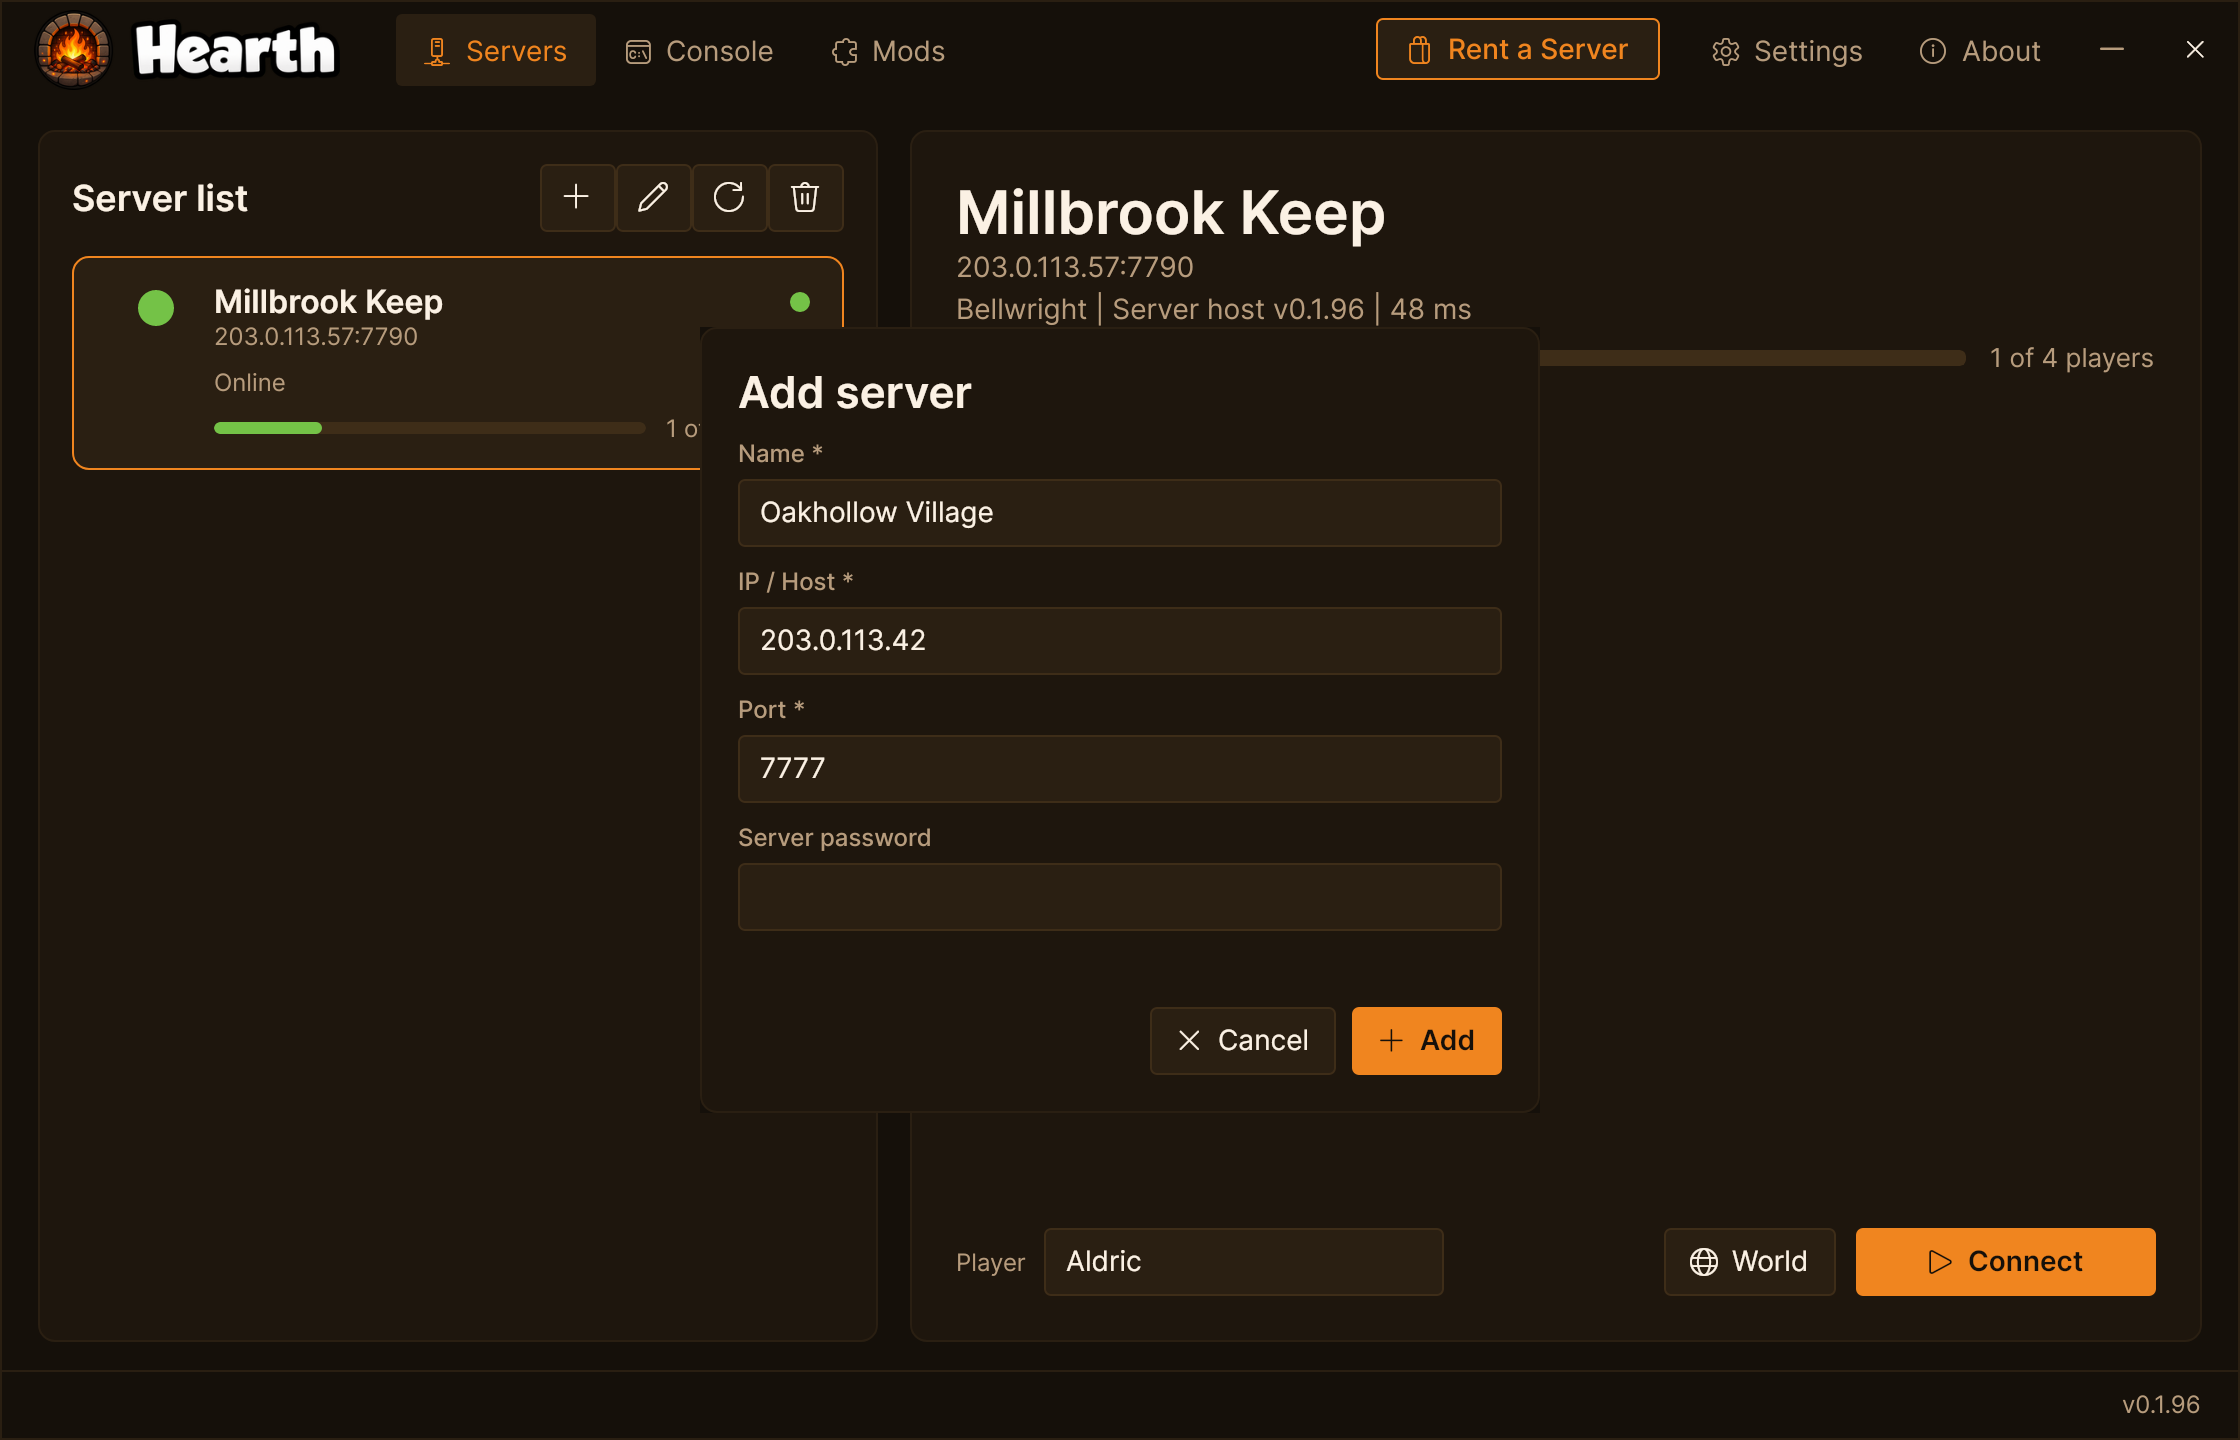 Hearth
Servers
Console
Mods
Rent a Server
Settings
About
Server list
Millbrook Keep
203.0.113.57:7790
Online
1 of
Millbrook Keep
203.0.113.57:7790
Bellwright | Server host v0.1.96 | 48 ms
1 of 4 players
Add server
Name *
Oakhollow Village
IP / Host *
203.0.113.42
Port *
7777
Server password
Cancel
Add
Player
Aldric
World
Connect
v0.1.96